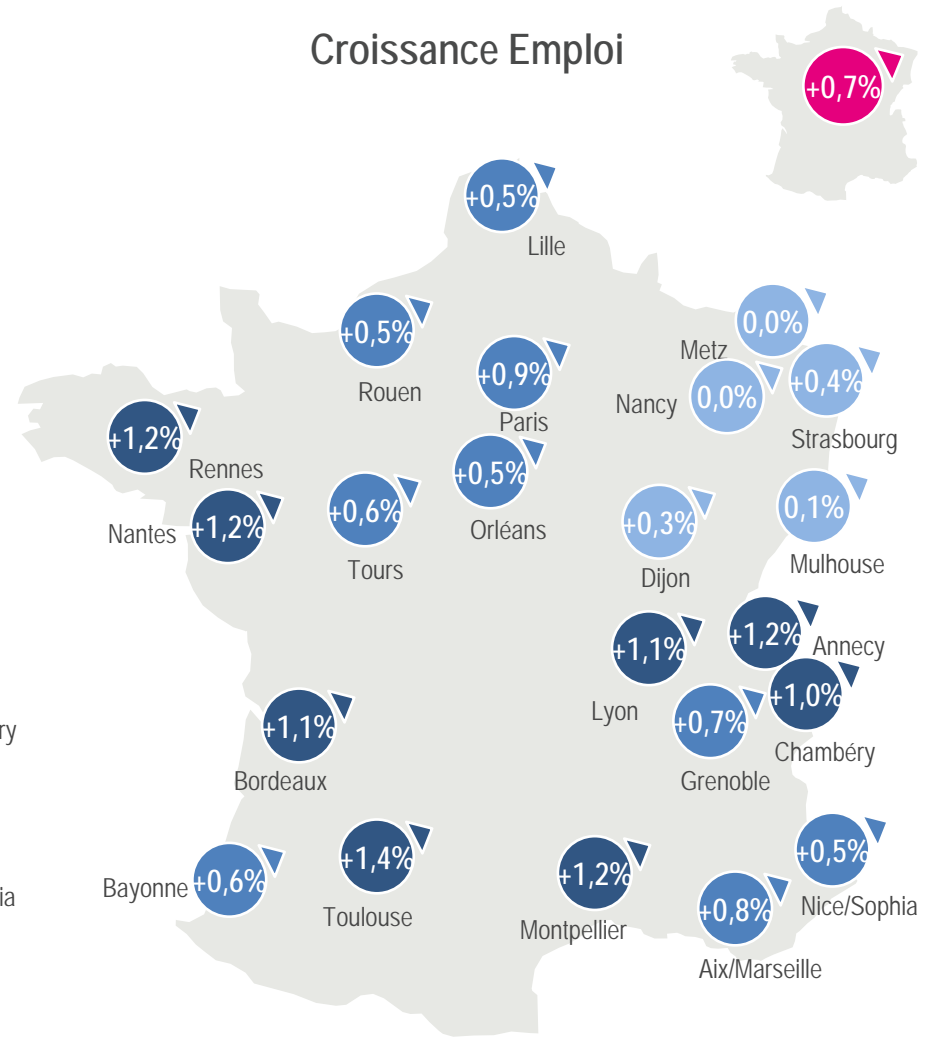 Croissance Emploi
+0,7%
+0,5%
Lille
+0,5%
Rouen
+0,9%
Paris
0,0%
Metz
0,0%
Nancy
+0,4%
Strasbourg
+1,2%
Rennes
+1,2%
Nantes
+0,6%
Tours
+0,5%
Orléans
+0,3%
Dijon
0,1%
Mulhouse
+1,1%
Lyon
+1,2%
Annecy
+1,0%
Chambéry
+0,7%
Grenoble
ry
+1,1%
Bordeaux
+0,6%
Bayonne
+1,4%
Toulouse
+1,2%
Montpellier
+0,8%
Aix/Marseille
+0,5%
Nice/Sophia
ia